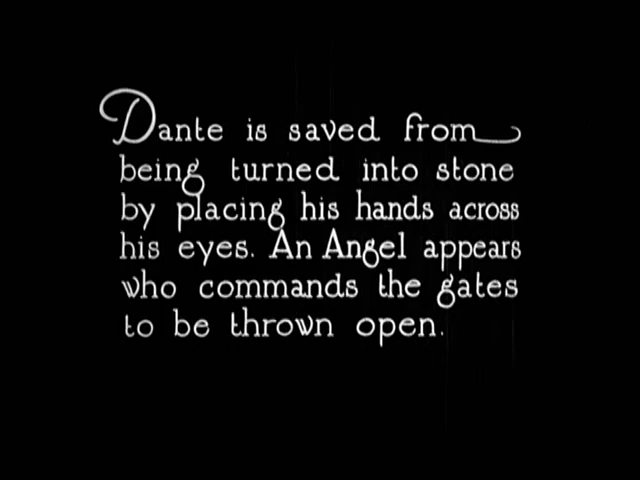 Dante is saved from
being turned into stone
by placing his hands across
his eyes. An Angel appears
who commands the gates
to be thrown open.